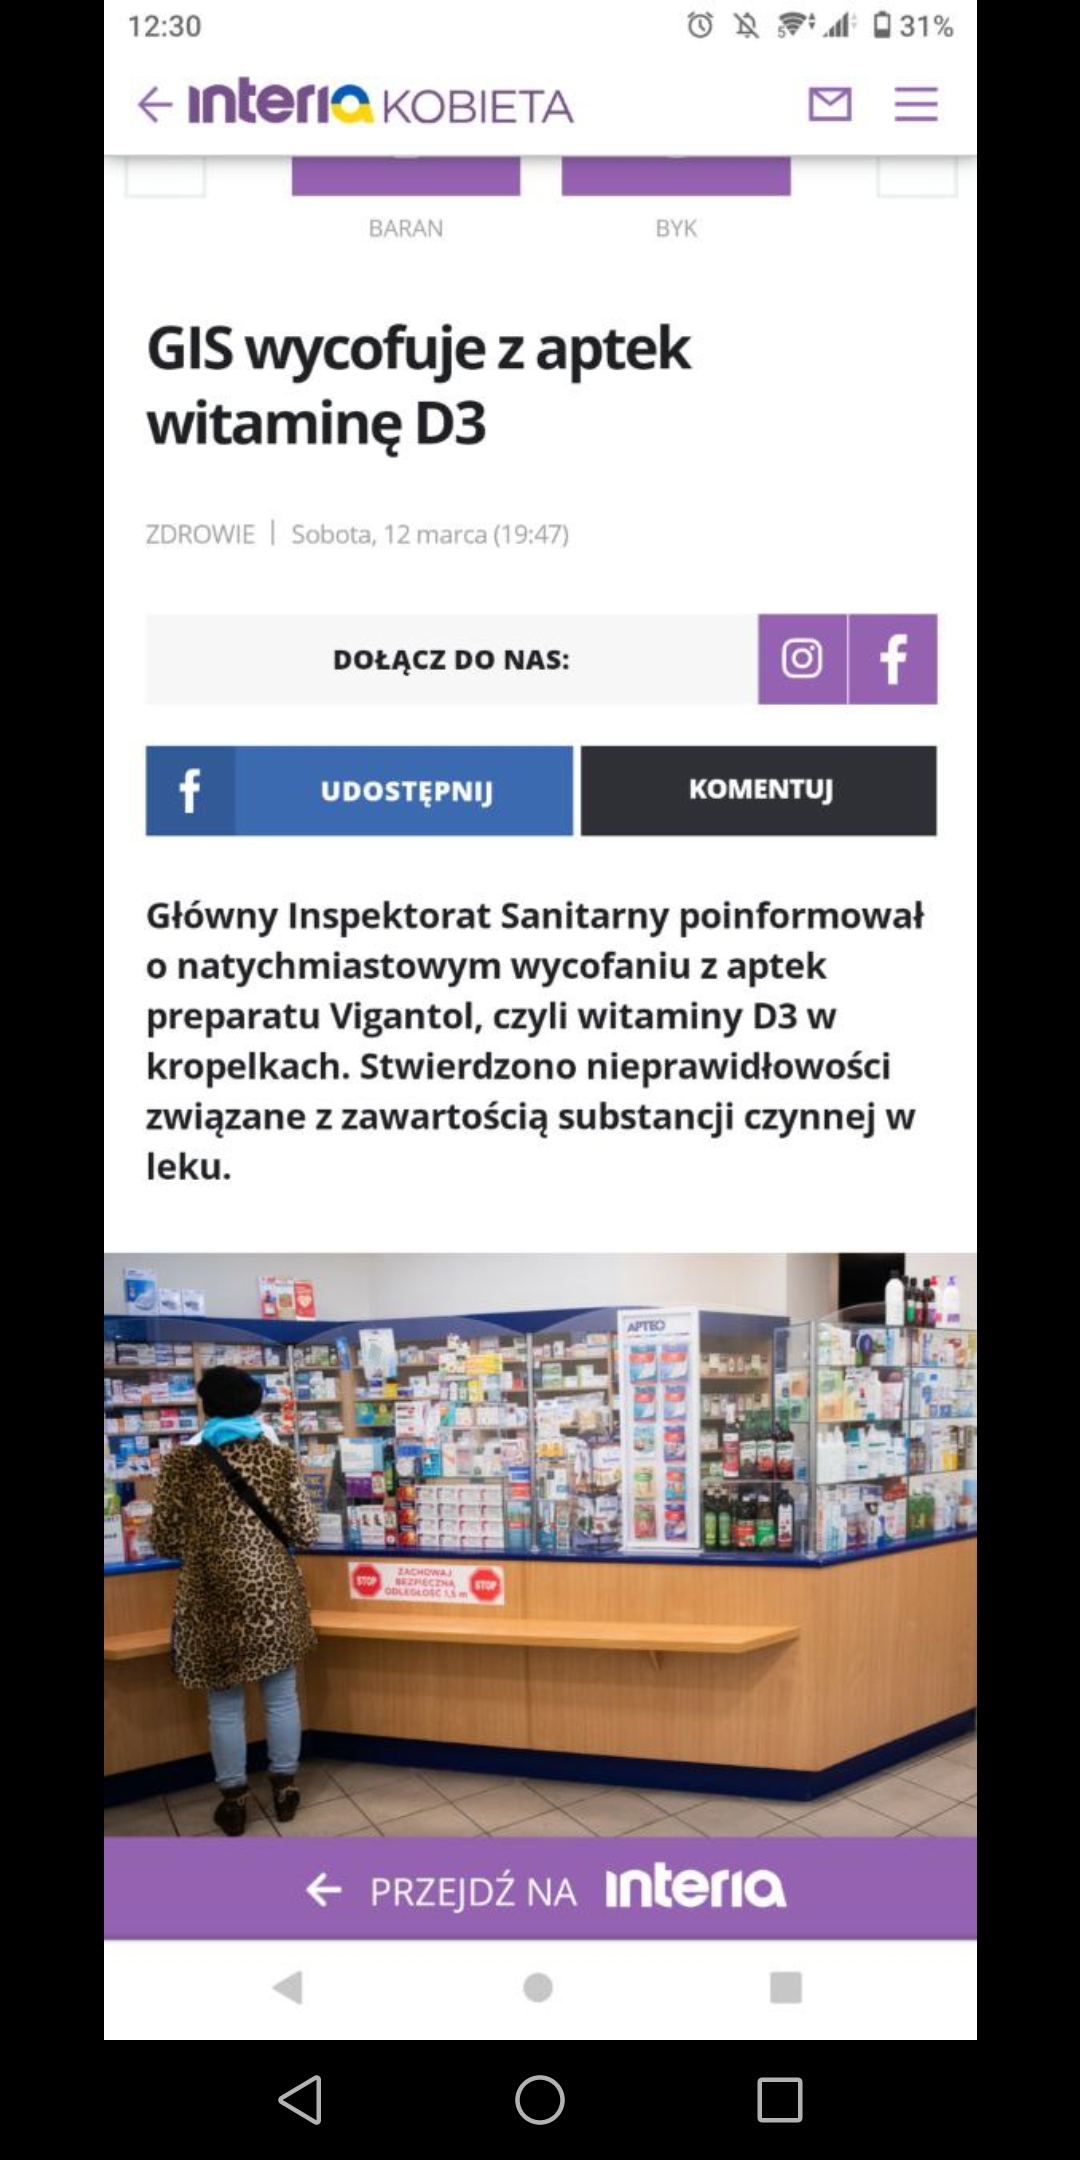 12:30
31%
interia KOBIETA
BARAN
BYK
GIS wycofuje z aptek
witaminę D3
ZDROWIE | Sobota, 12 marca (19:47)
DOŁĄCZ DO NAS:
UDOSTĘPNIJ
KOMENTUJ
Główny Inspektorat Sanitarny poinformował
o natychmiastowym wycofaniu z aptek
preparatu Vigantol, czyli witaminy D3 w
kropelkach. Stwierdzono nieprawidłowości
związane z zawartością substancji czynnej w
leku.
APTEO
STOP
ZACHOWAJ
BEZPIECZNĄ
ODLEGŁOŚĆ 1,5 m
STOP
PRZEJDŹ NA interia